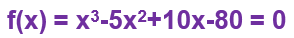 f(x) = x³-5x²+10x-80 = 0